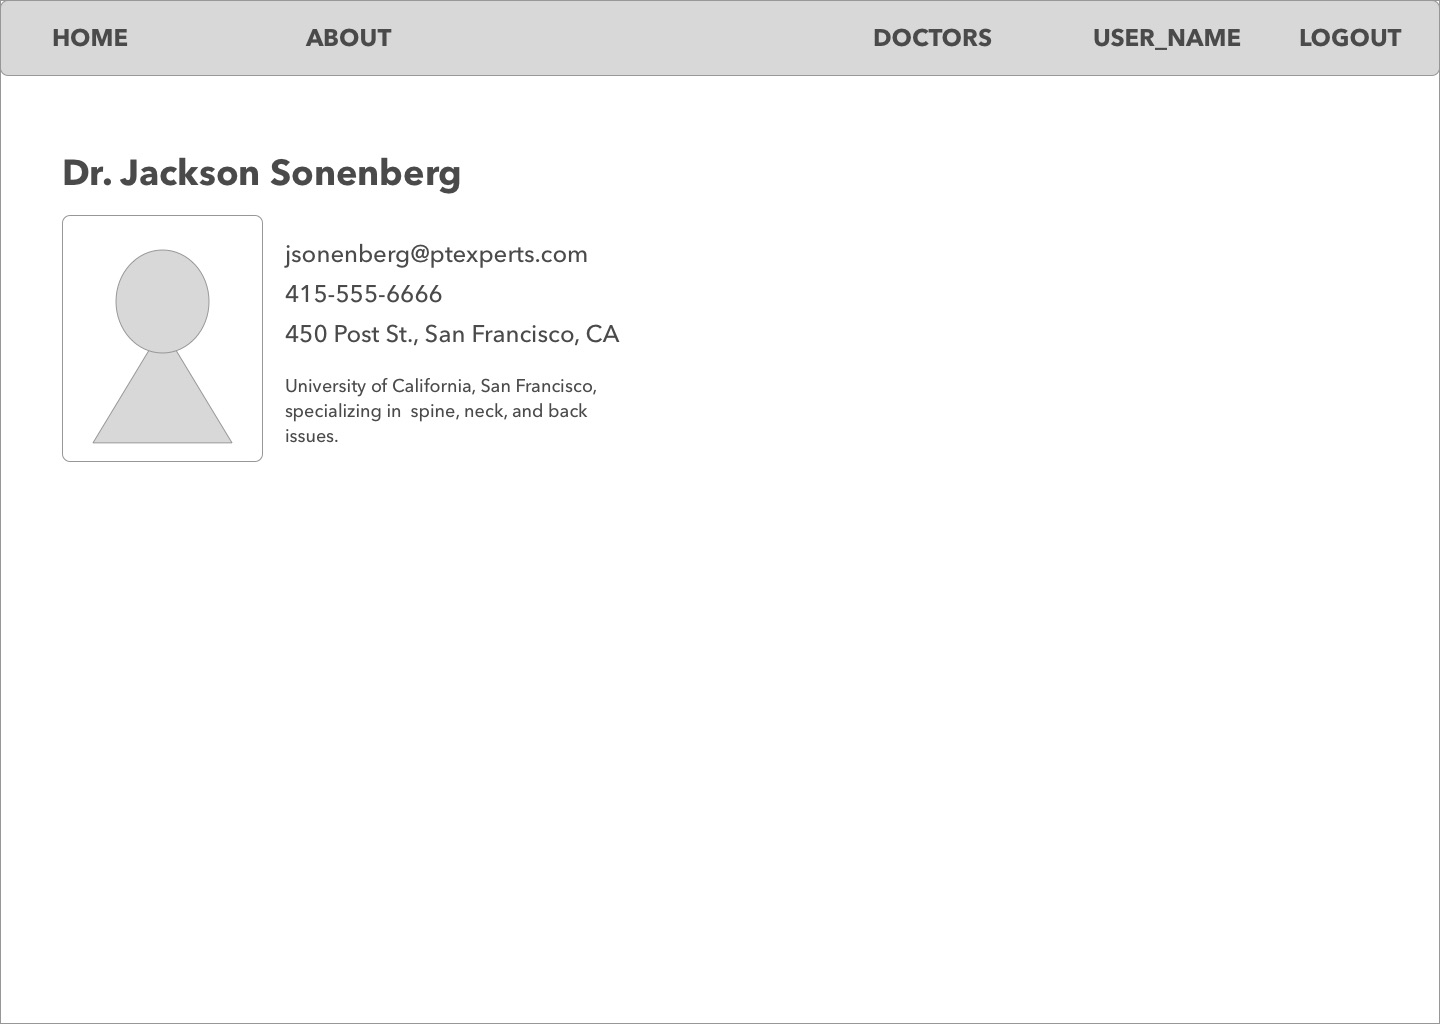 HOME ABOUT DOCTORS USER_NAME LOGOUT
Dr. Jackson Sonenberg
jsonenberg@ptexperts.com
415-555-6666
450 Post St., San Francisco, CA
University of California, San Francisco,
specializing in  spine, neck, and back
issues.